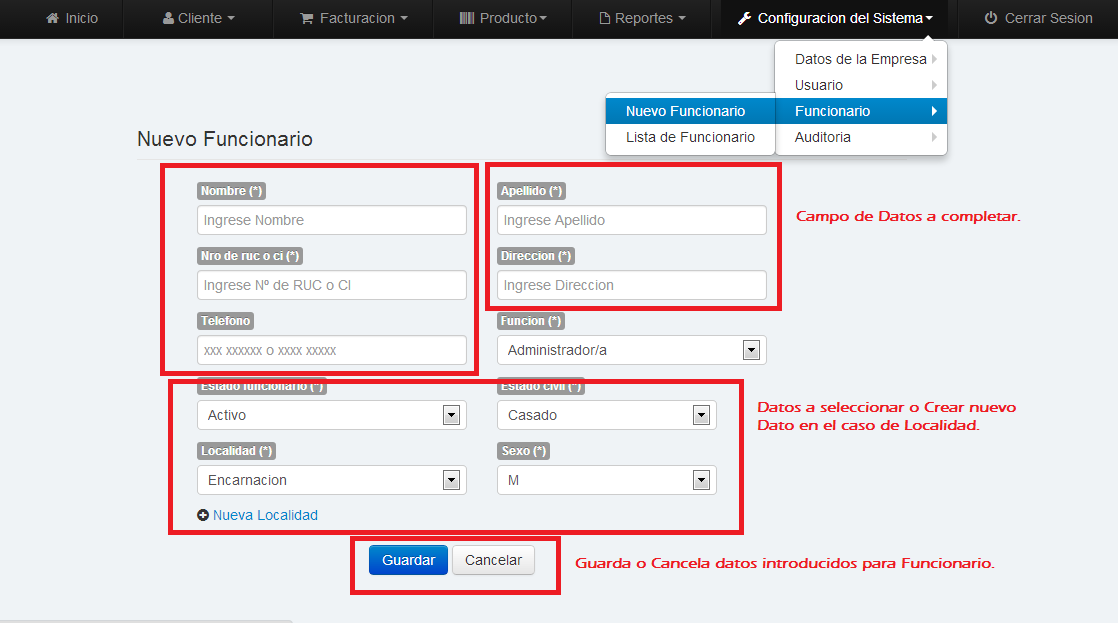 Inicio
Cliente
Facturacion
Producto
Reportes
Configuracion del Sistema
Cerrar Sesion
Datos de la Empresa
Usuario
Nuevo Funcionario
Funcionario
Lista de Funcionario
Auditoria
Nuevo Funcionario
Nombre (*)
Apellido (*)
Ingrese Nombre
Ingrese Apellido
Campo de Datos a completar.
Nro de ruc o ci (*)
Direccion (*)
Ingrese Nº de RUC o CI
Ingrese Direccion
Telefono
Funcion (*)
xxx xxxxxx o xxxx xxxxx
Administrador/a
Estado funcionario (*)
Estado civil (*)
Activo
Casado
Datos a seleccionar o Crear nuevo
Dato en el caso de Localidad.
Localidad (*)
Sexo (*)
Encarnacion
M
Nueva Localidad
Guardar
Cancelar
Guarda o Cancela datos introducidos para Funcionario.